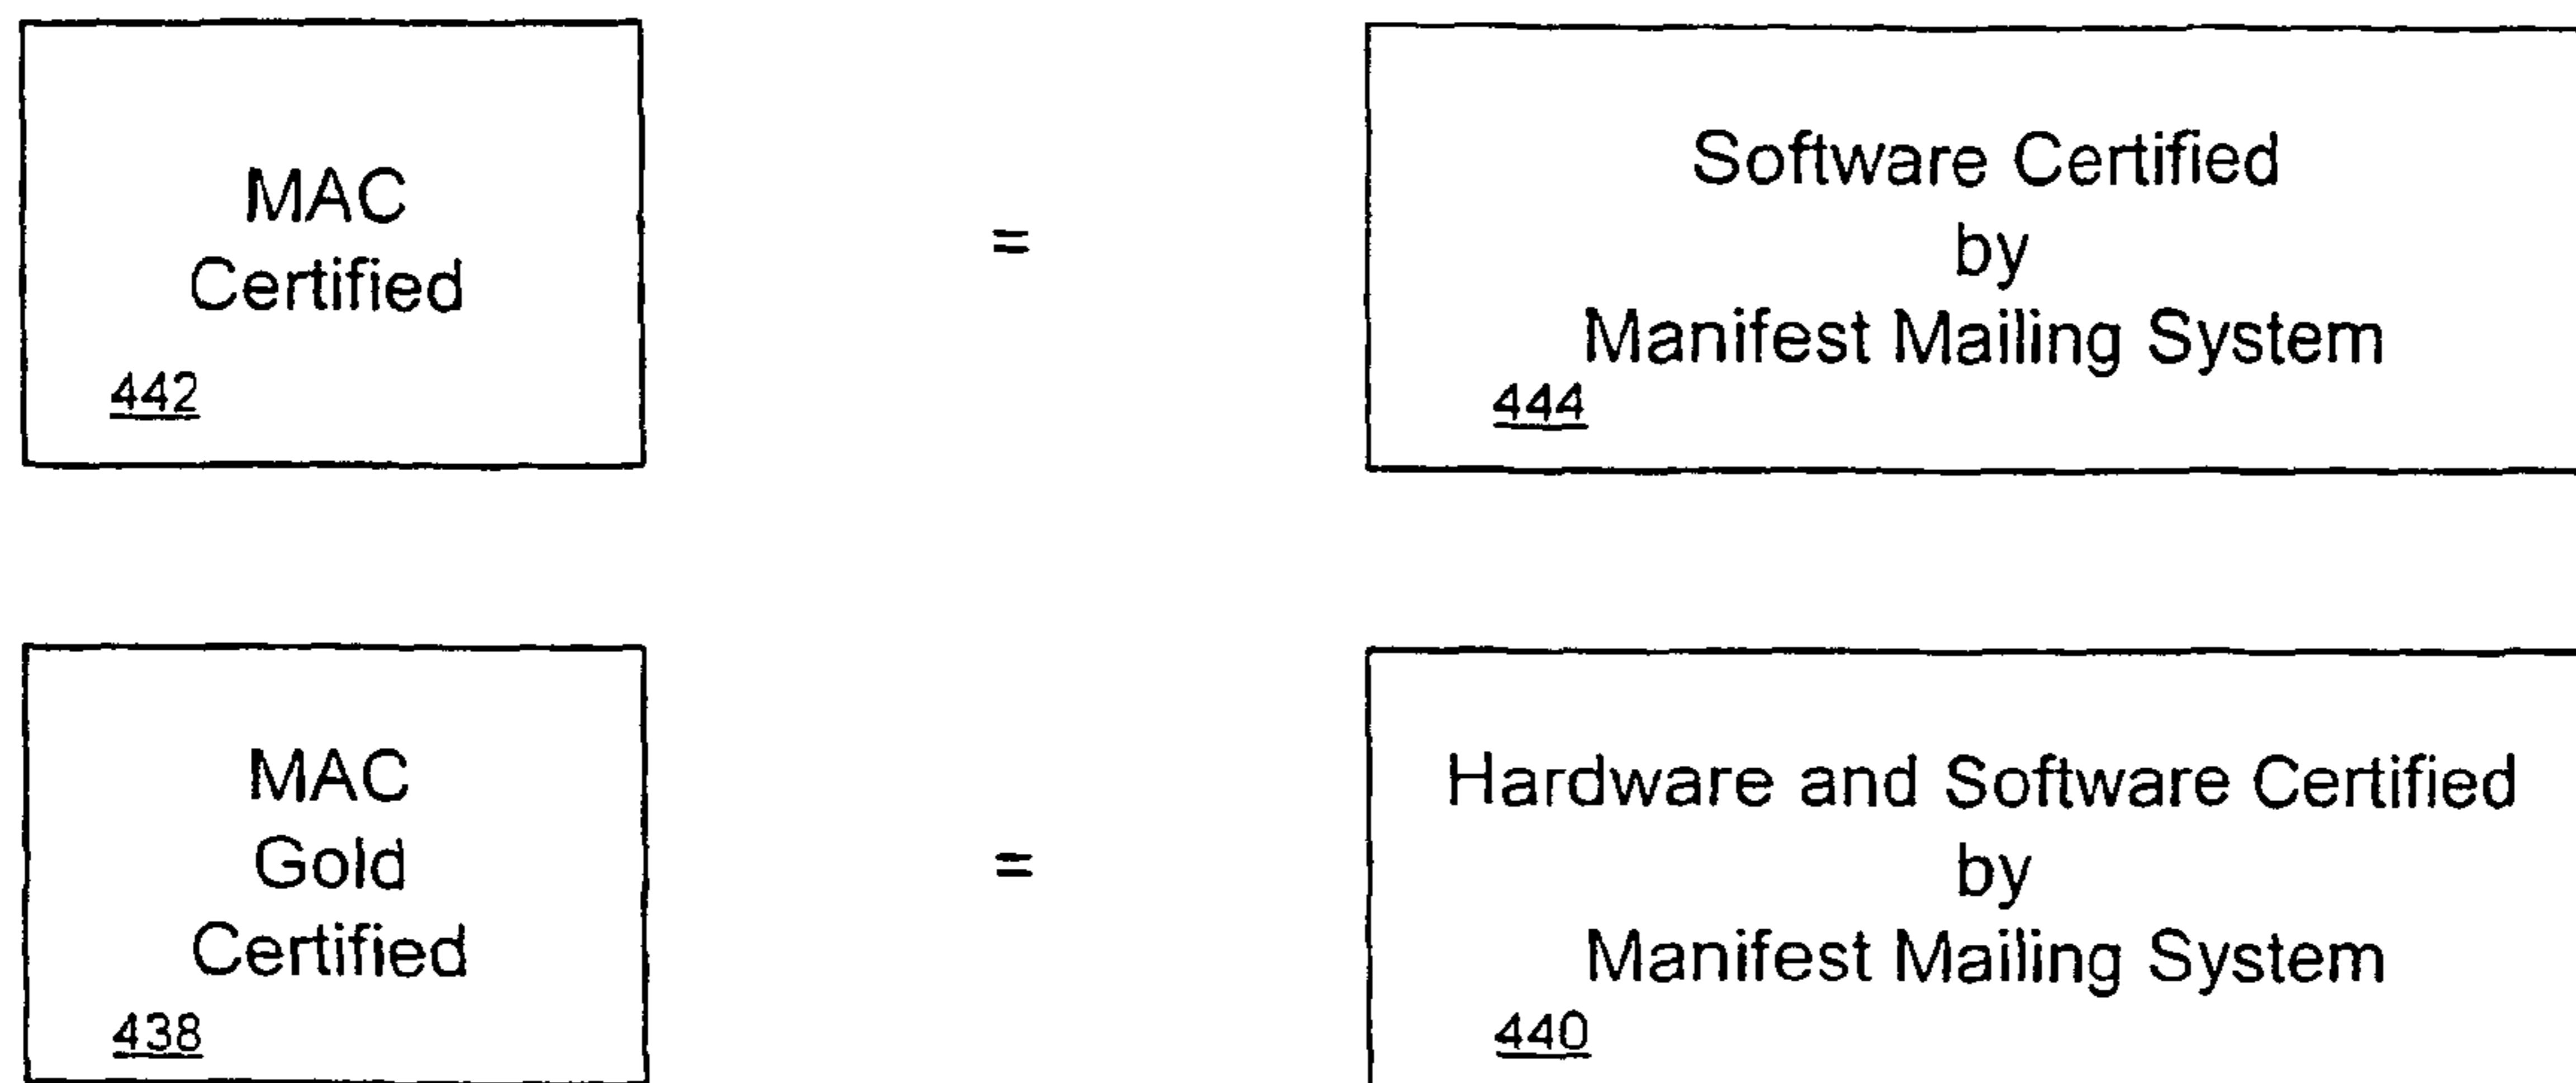 MAC
Certified
442
=
Software Certified
by
Manifest Mailing System
444
MAC
Gold
Certified
438
=
Hardware and Software Certified
by
Manifest Mailing System
440